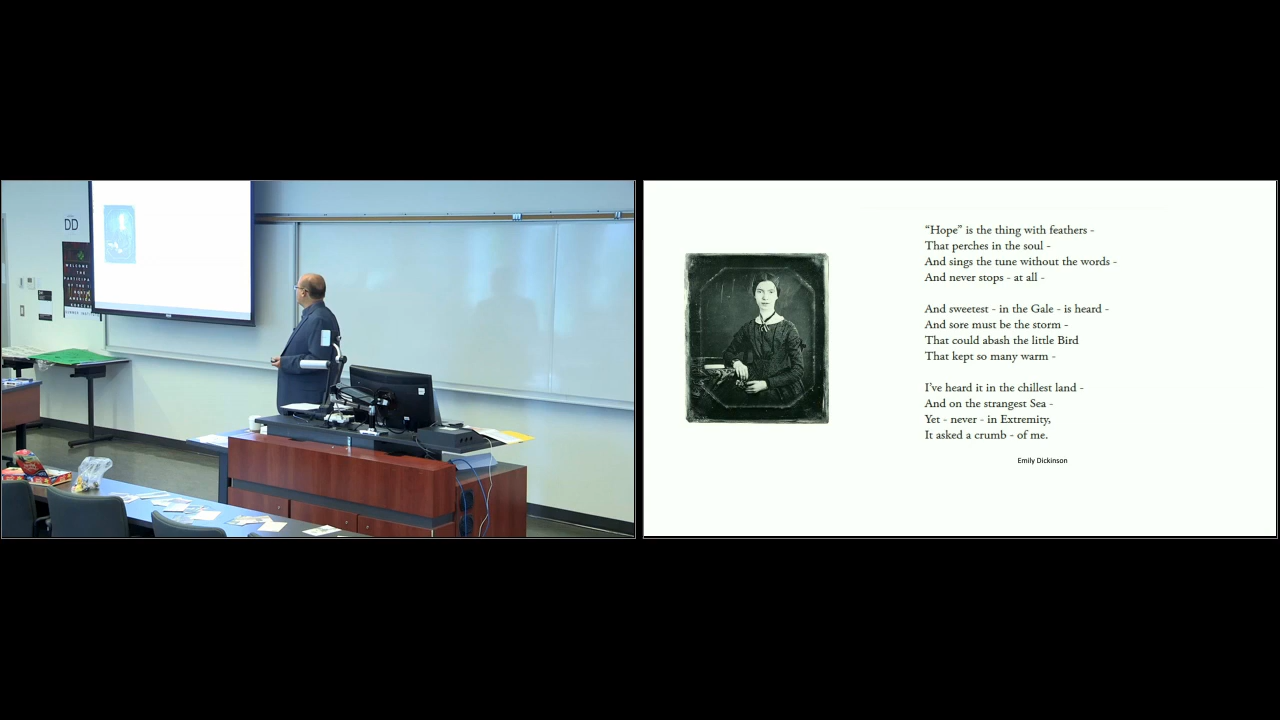 DD
WELCOME
THE
“Hope” is the thing with feathers -
That perches in the soul -
And sings the tune without the words -
And never stops - at all -
And sweetest - in the Gale - is heard -
And sore must be the storm -
That could abash the little Bird
That kept so many warm -
I’ve heard it in the chillest land -
And on the strangest Sea -
Yet - never - in Extremity,
It asked a crumb - of me.
Emily Dickinson